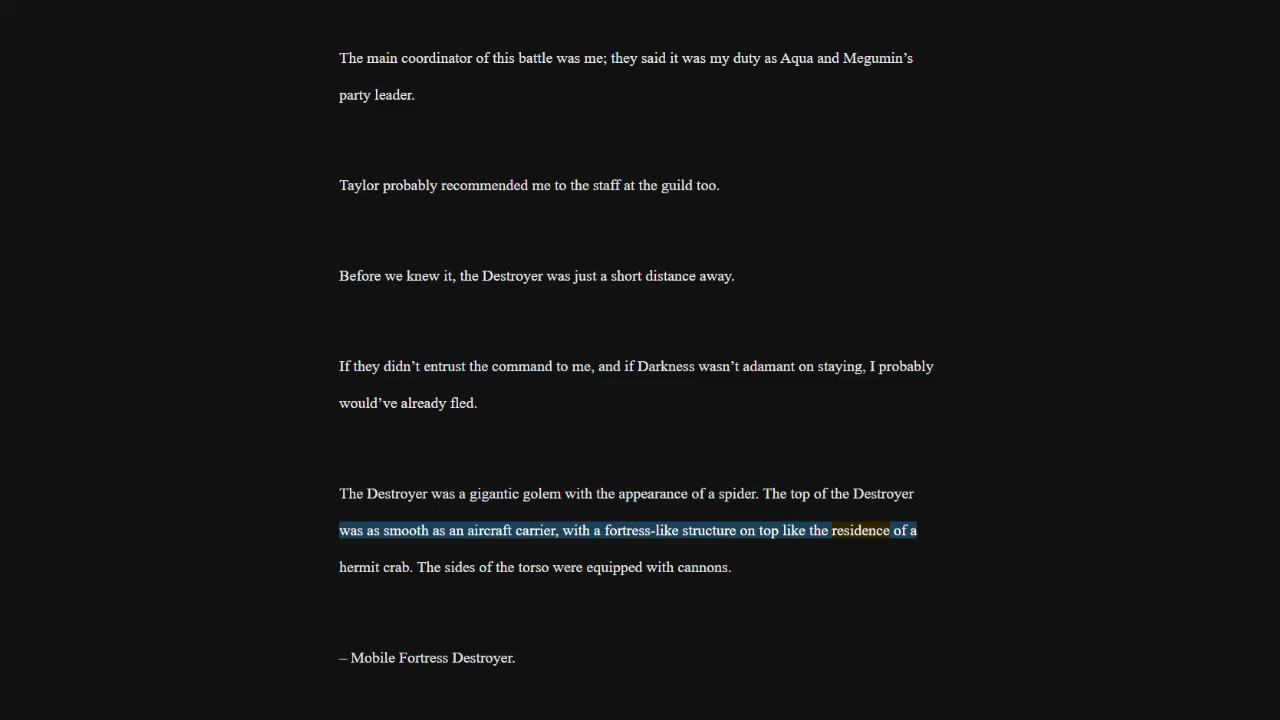 The main coordinator of this battle was me; they said it was my duty as Aqua and Megumin’s
party leader.
Taylor probably recommended me to the staff at the guild too.
Before we knew it, the Destroyer was just a short distance away.
If they didn’t entrust the command to me, and if Darkness wasn’t adamant on staying, I probably
would’ve already fled.
The Destroyer was a gigantic golem with the appearance of a spider. The top of the Destroyer
was as smooth as an aircraft carrier, with a fortress-like structure on top like the residence of a
hermit crab. The sides of the torso were equipped with cannons.
– Mobile Fortress Destroyer.